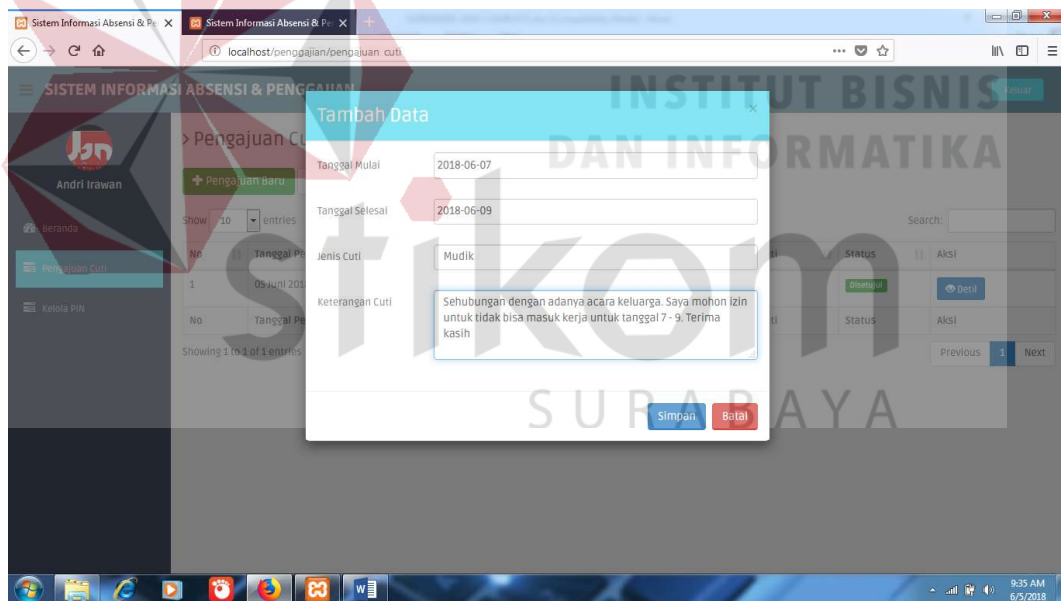 Sistem Informasi Absensi & Pe
Sistem Informasi Absensi & Pe
localhost/penggajian/pengajuan_cuti
SISTEM INFORMASI ABSENSI & PENGGAJIAN
Keluar
INSTITUT BISNIS
DAN INFORMATIKA
stikom
SURABAYA
Jan
Andri Irawan
Beranda
Pengajuan Cuti
Kelola PIN
> Pengajuan Cu
Pengajuan Baru
Show 10 entries
Search:
No Tanggal Pe ti Status Aksi
1 05 Juni 201 Disetujui Detil
No Tanggal Pe ti Status Aksi
Showing 1 to 1 of 1 entries
Previous 1 Next
Tambah Data
×
Tanggal Mulai 2018-06-07
Tanggal Selesai 2018-06-09
Jenis Cuti Mudik
Keterangan Cuti Sehubungan dengan adanya acara keluarga. Saya mohon izin
untuk tidak bisa masuk kerja untuk tanggal 7 - 9. Terima
kasih
Simpan Batal
9:35 AM
6/5/2018